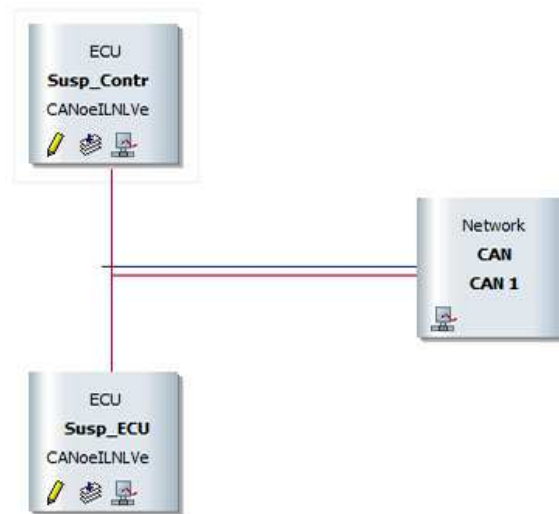 ECU
Susp_Contr
CANoeILNLVe
Network
CAN
CAN 1
ECU
Susp_ECU
CANoeILNLVe